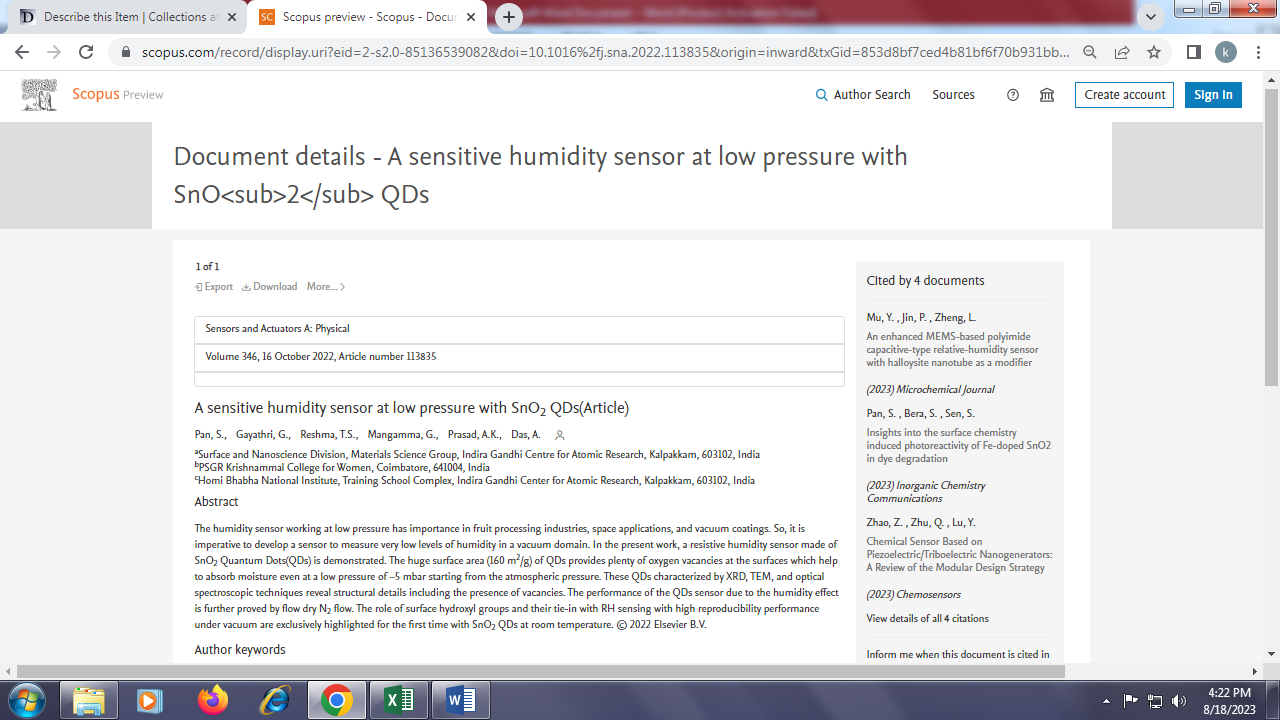 Describe this Item | Collections at
Scopus preview - Scopus - Docum
scopus.com/record/display.uri?eid=2-s2.0-85136539082&doi=10.1016%2fj.sna.2022.113835&origin=inward&txGid=853d8bf7ced4b81bf6f70b931bb...
k
Scopus Preview
Author Search
Sources
Create account
Sign in
Document details - A sensitive humidity sensor at low pressure with
SnO<sub>2</sub> QDs
1 of 1
Export
Download
More...
Sensors and Actuators A: Physical
Volume 346, 16 October 2022, Article number 113835
A sensitive humidity sensor at low pressure with SnO2 QDs(Article)
Pan, S., Gayathri, G., Reshma, T.S., Mangamma, G., Prasad, A.K., Das, A.
aSurface and Nanoscience Division, Materials Science Group, Indira Gandhi Centre for Atomic Research, Kalpakkam, 603102, India
bPSGR Krishnammal College for Women, Coimbatore, 641004, India
cHomi Bhabha National Institute, Training School Complex, Indira Gandhi Center for Atomic Research, Kalpakkam, 603102, India
Abstract
The humidity sensor working at low pressure has importance in fruit processing industries, space applications, and vacuum coatings. So, it is
imperative to develop a sensor to measure very low levels of humidity in a vacuum domain. In the present work, a resistive humidity sensor made of
SnO2 Quantum Dots(QDs) is demonstrated. The huge surface area (160 m2/g) of QDs provides plenty of oxygen vacancies at the surfaces which help
to absorb moisture even at a low pressure of ~5 mbar starting from the atmospheric pressure. These QDs characterized by XRD, TEM, and optical
spectroscopic techniques reveal structural details including the presence of vacancies. The performance of the QDs sensor due to the humidity effect
is further proved by flow dry N2 flow. The role of surface hydroxyl groups and their tie-in with RH sensing with high reproducibility performance
under vacuum are exclusively highlighted for the first time with SnO2 QDs at room temperature. © 2022 Elsevier B.V.
Author keywords
Cited by 4 documents
Mu, Y. , Jin, P. , Zheng, L.
An enhanced MEMS-based polyimide
capacitive-type relative-humidity sensor
with halloysite nanotube as a modifier
(2023) Microchemical Journal
Pan, S. , Bera, S. , Sen, S.
Insights into the surface chemistry
induced photoreactivity of Fe-doped SnO2
in dye degradation
(2023) Inorganic Chemistry
Communications
Zhao, Z. , Zhu, Q. , Lu, Y.
Chemical Sensor Based on
Piezoelectric/Triboelectric Nanogenerators:
A Review of the Modular Design Strategy
(2023) Chemosensors
View details of all 4 citations
Inform me when this document is cited in
4:22 PM
8/18/2023